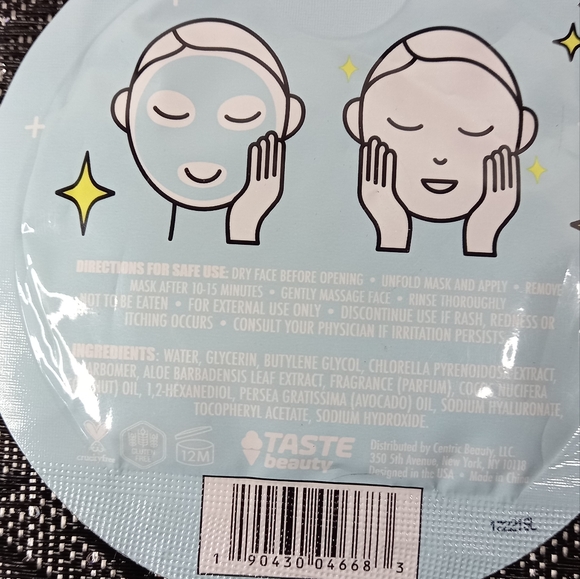 DIRECTIONS FOR SAFE USE: DRY FACE BEFORE OPENING • UNFOLD MASK AND APPLY • REMOVE
MASK AFTER 10-15 MINUTES • GENTLY MASSAGE FACE • RINSE THOROUGHLY
NOT TO BE EATEN • FOR EXTERNAL USE ONLY • DISCONTINUE USE IF RASH, REDNESS OR
ITCHING OCCURS • CONSULT YOUR PHYSICIAN IF IRRITATION PERSISTS
INGREDIENTS: WATER, GLYCERIN, BUTYLENE GLYCOL, CHLORELLA PYRENOIDOSA EXTRACT,
CARBOMER, ALOE BARBADENSIS LEAF EXTRACT, FRAGRANCE (PARFUM), COCOS NUCIFERA
OIL, 1,2-HEXANEDIOL, PERSEA GRATISSIMA (AVOCADO) OIL, SODIUM HYALURONATE,
TOCOPHERYL ACETATE, SODIUM HYDROXIDE.
12M
TASTE
beauty
Distributed by Centric Beauty, LLC.
350 5th Avenue, New York, NY 10118
Designed in the USA • Made in
1 90430 04668 3